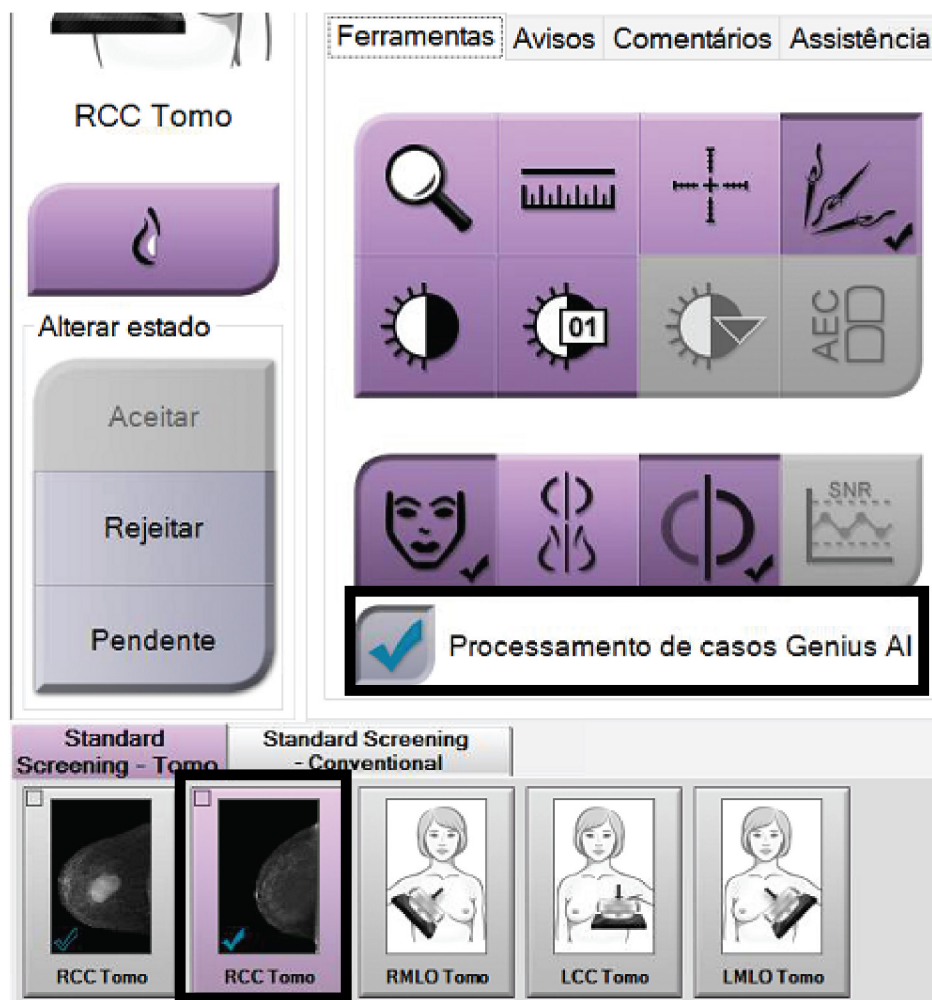 Ferramentas Avisos Comentários Assistência
RCC Tomo
01
AEC
Alterar estado
Aceitar
Rejeitar
Pendente
SNR
Processamento de casos Genius AI
Standard
Screening - Tomo
Standard Screening
- Conventional
RCC Tomo
RCC Tomo
RMLO Tomo
LCC Tomo
LMLO Tomo